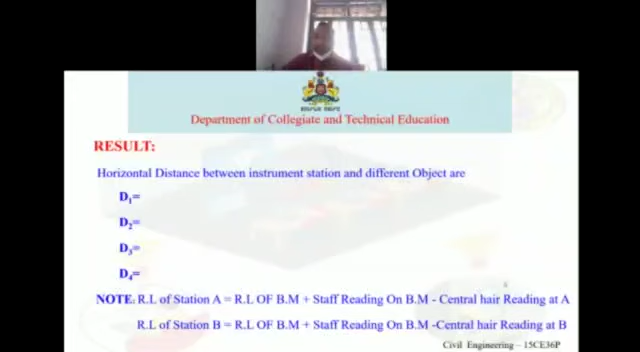 Department of Collegiate and Technical Education
RESULT:
Horizontal Distance between instrument station and different Object are
D₁=
D₂=
D₃=
D₄=
NOTE: R.L of Station A = R.L OF B.M + Staff Reading On B.M - Central hair Reading at A
R.L of Station B = R.L OF B.M + Staff Reading On B.M -Central hair Reading at B
Civil Engineering – 15CE36P